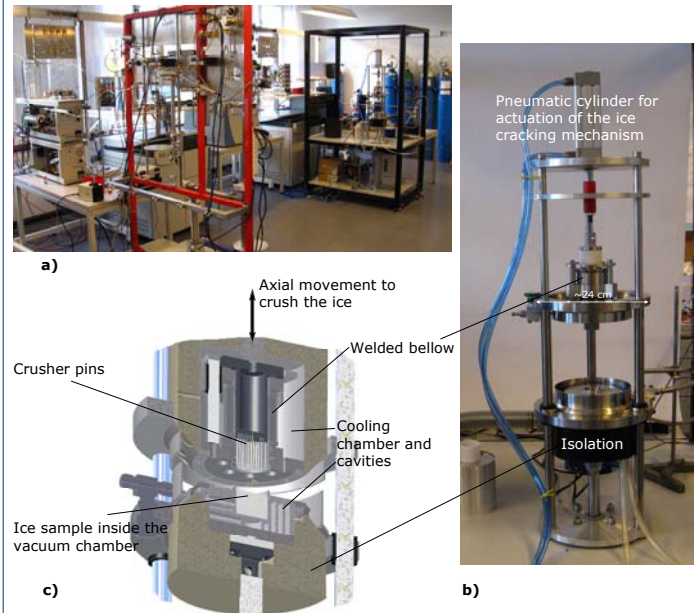 Pneumatic cylinder for
actuation of the ice
cracking mechanism
~24 cm
a)
Axial movement to
crush the ice
Welded bellow
Crusher pins
Cooling
chamber and
cavities
Isolation
Ice sample inside the
vacuum chamber
c)
b)